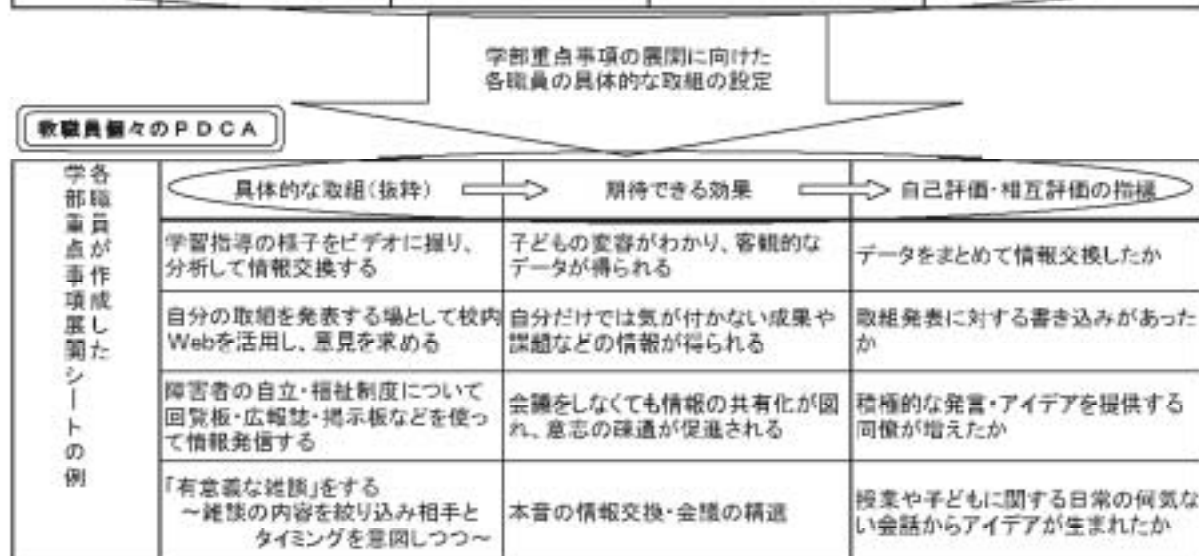 学部重点事項の展開に向けた
各職員の具体的な取組の設定
教職員個々のPDCA
各職員が作成した
学部重点事項展開シートの例
具体的な取組(抜粋)
期待できる効果
自己評価・相互評価の指標
学習指導の様子をビデオに撮り、
分析して情報交換する
子どもの変容がわかり、客観的な
データが得られる
データをまとめて情報交換したか
自分の取組を発表する場として校内
Webを活用し、意見を求める
自分だけでは気が付かない成果や
課題などの情報が得られる
取組発表に対する書き込みがあった
か
障害者の自立・福祉制度について
回覧板・広報誌・掲示板などを使っ
て情報発信する
会議をしなくても情報の共有化が図
れ、意志の疎通が促進される
積極的な発言・アイデアを提供する
同僚が増えたか
「有意義な雑談」をする
～雑談の内容を絞り込み相手と
タイミングを意図しつつ～
本音の情報交換・会議の精選
授業や子どもに関する日常の何気な
い会話からアイデアが生まれたか